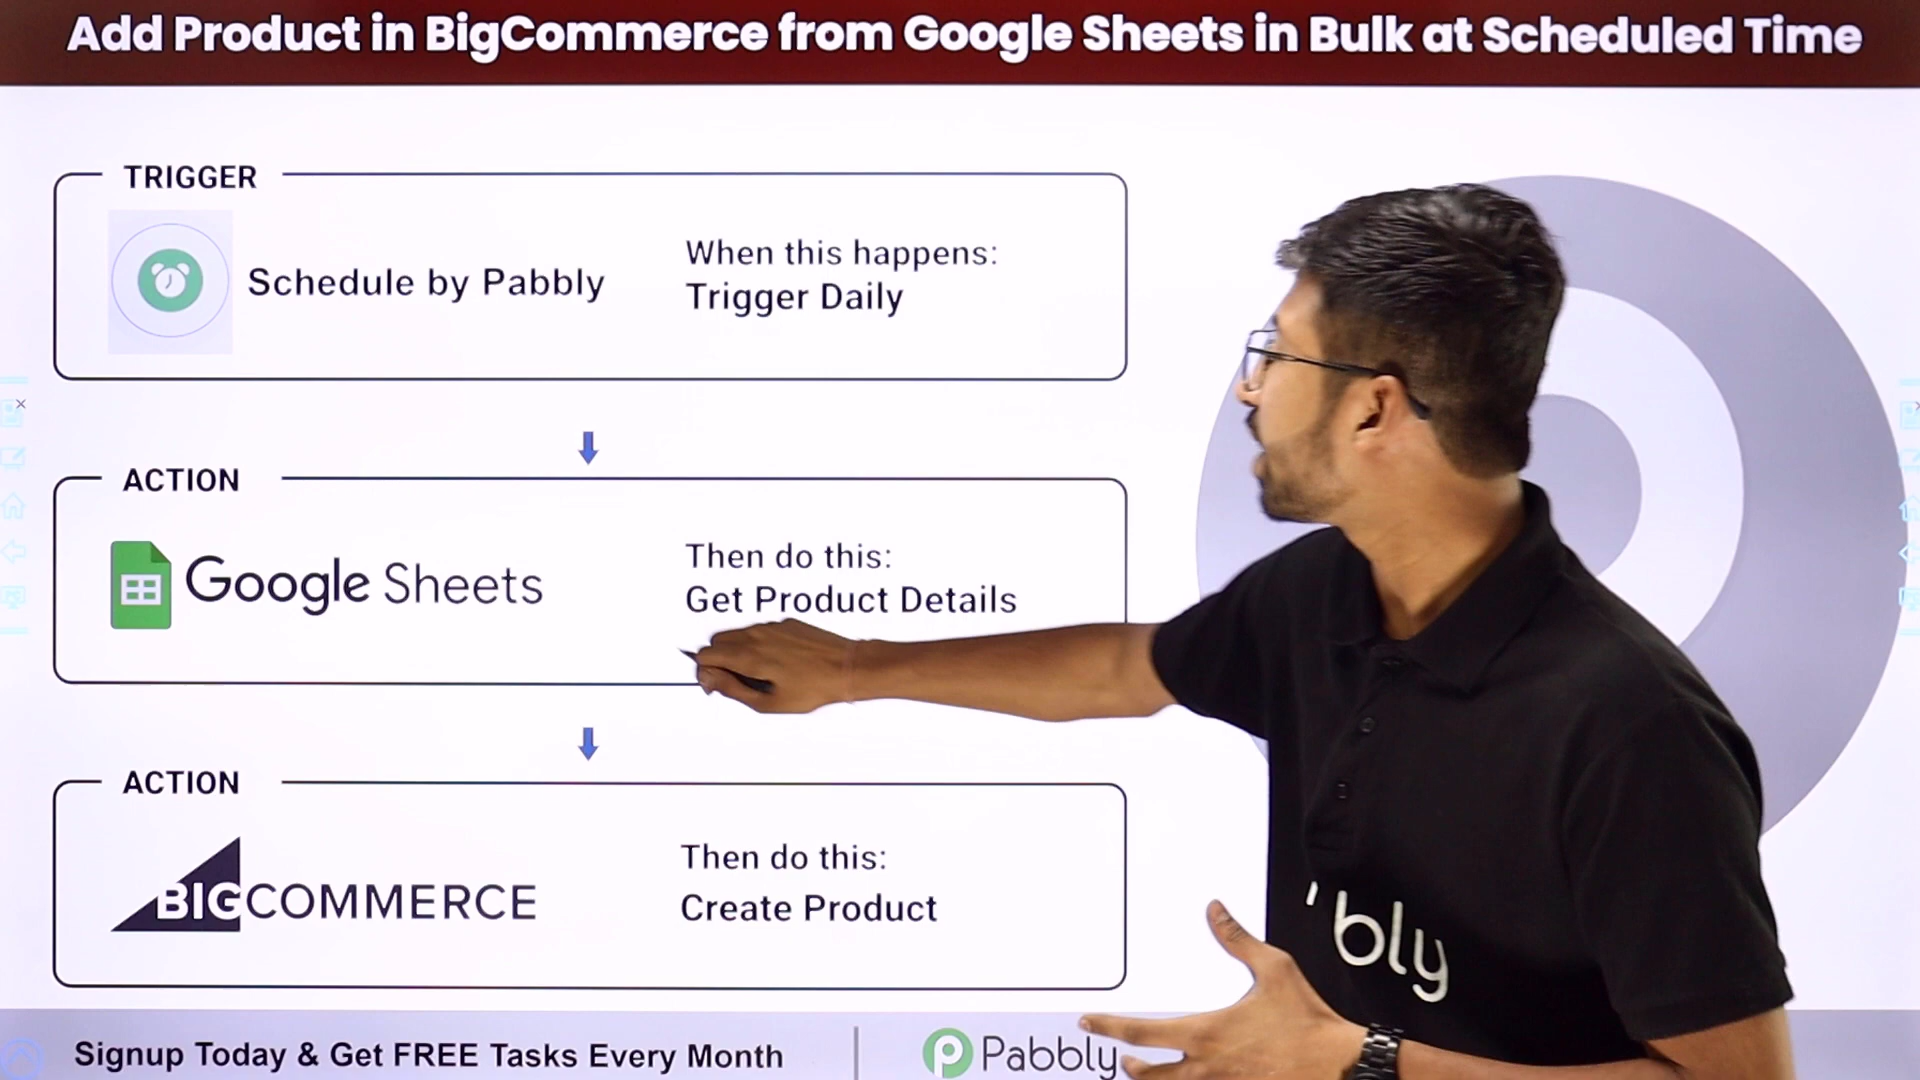 Add Product in BigCommerce from Google Sheets in Bulk at Scheduled Time
TRIGGER
Schedule by Pabbly
When this happens:
Trigger Daily
ACTION
Google Sheets
Then do this:
Get Product Details
ACTION
BIGCOMMERCE
Then do this:
Create Product
bly
Signup Today & Get FREE Tasks Every Month
Pabbly